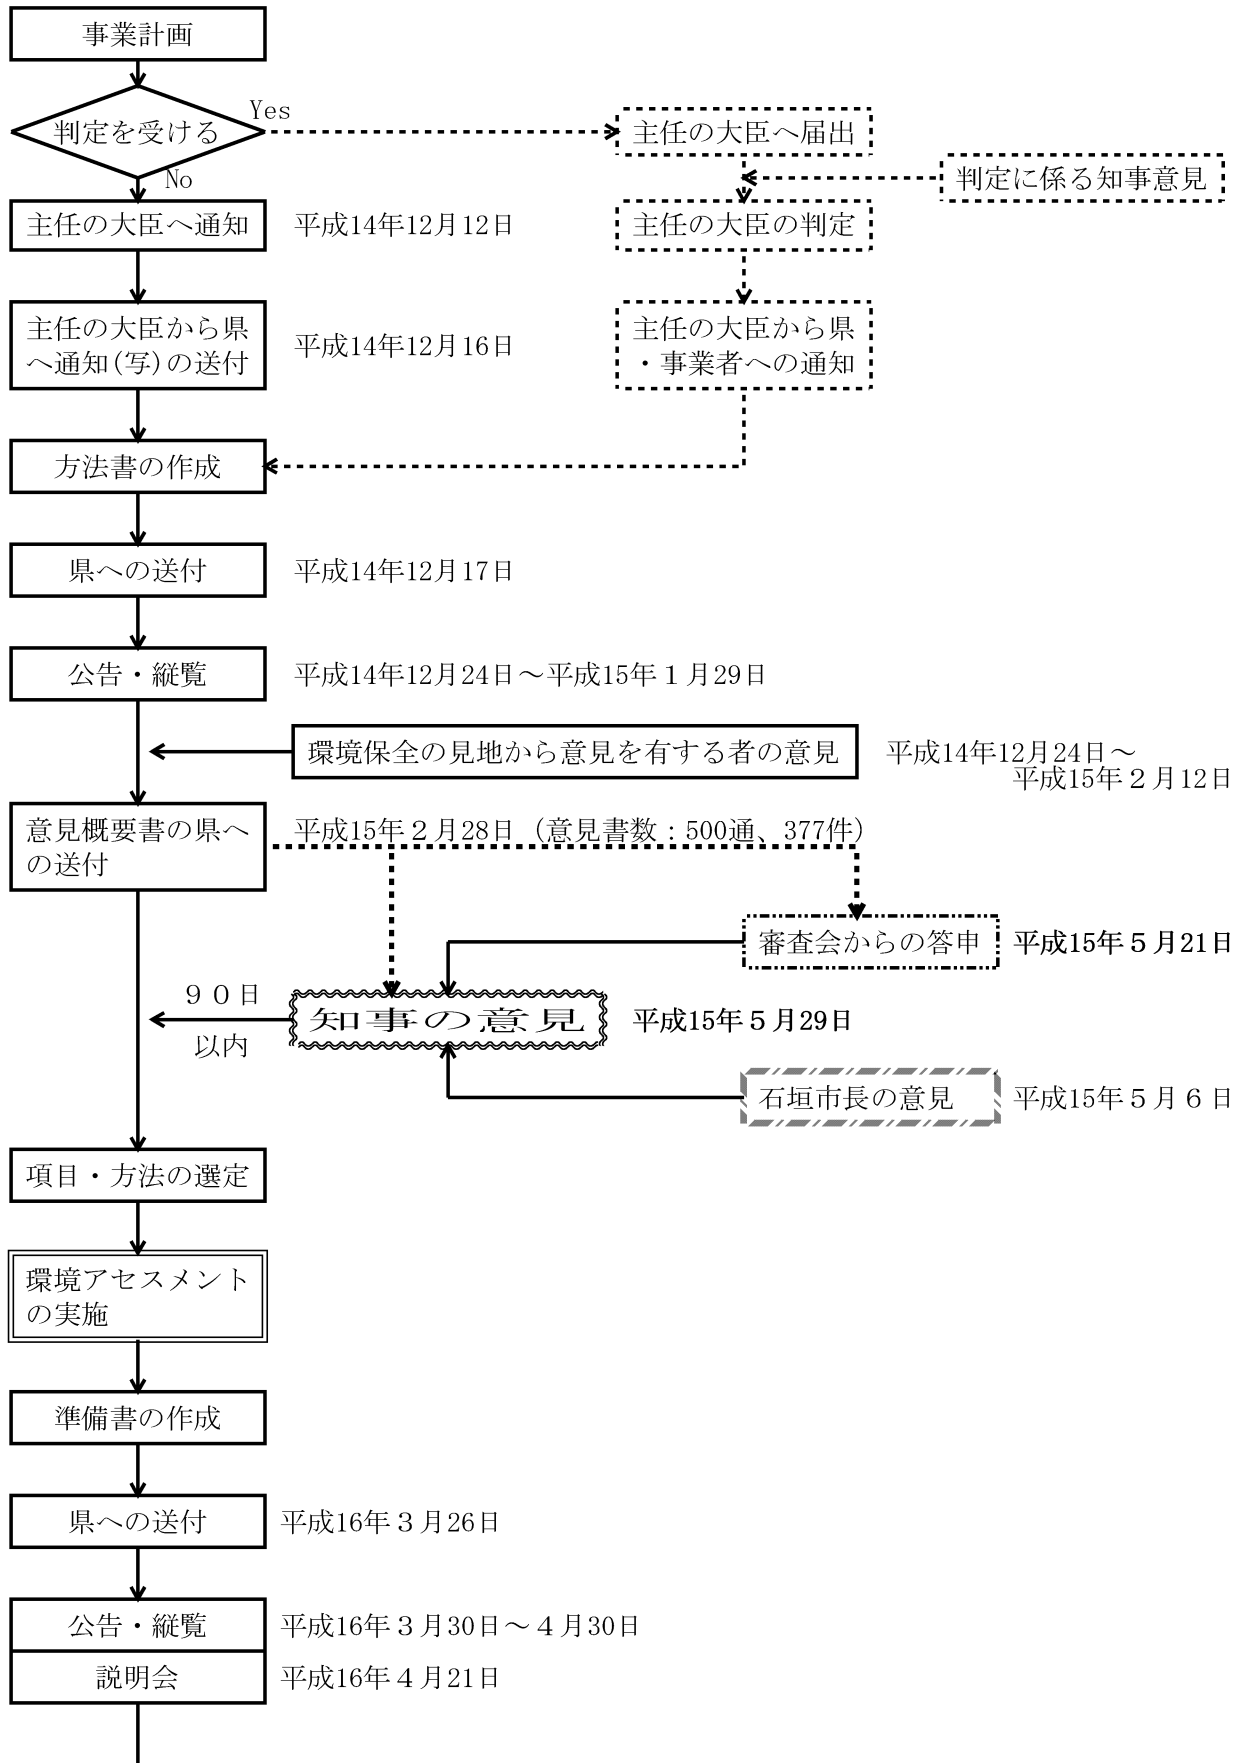 事業計画
判定を受ける
Yes
主任の大臣へ届出
判定に係る知事意見
No
主任の大臣へ通知
平成14年12月12日
主任の大臣の判定
主任の大臣から県
へ通知(写)の送付
平成14年12月16日
主任の大臣から県
・事業者への通知
方法書の作成
県への送付
平成14年12月17日
公告・縦覧
平成14年12月24日～平成15年１月29日
環境保全の見地から意見を有する者の意見
平成14年12月24日～
平成15年２月12日
意見概要書の県へ
の送付
平成15年２月28日（意見書数：500通、377件）
審査会からの答申
平成15年５月21日
９０日
以内
知事の意見
平成15年５月29日
石垣市長の意見
平成15年５月６日
項目・方法の選定
環境アセスメント
の実施
準備書の作成
県への送付
平成16年３月26日
公告・縦覧
平成16年３月30日～４月30日
説明会
平成16年４月21日